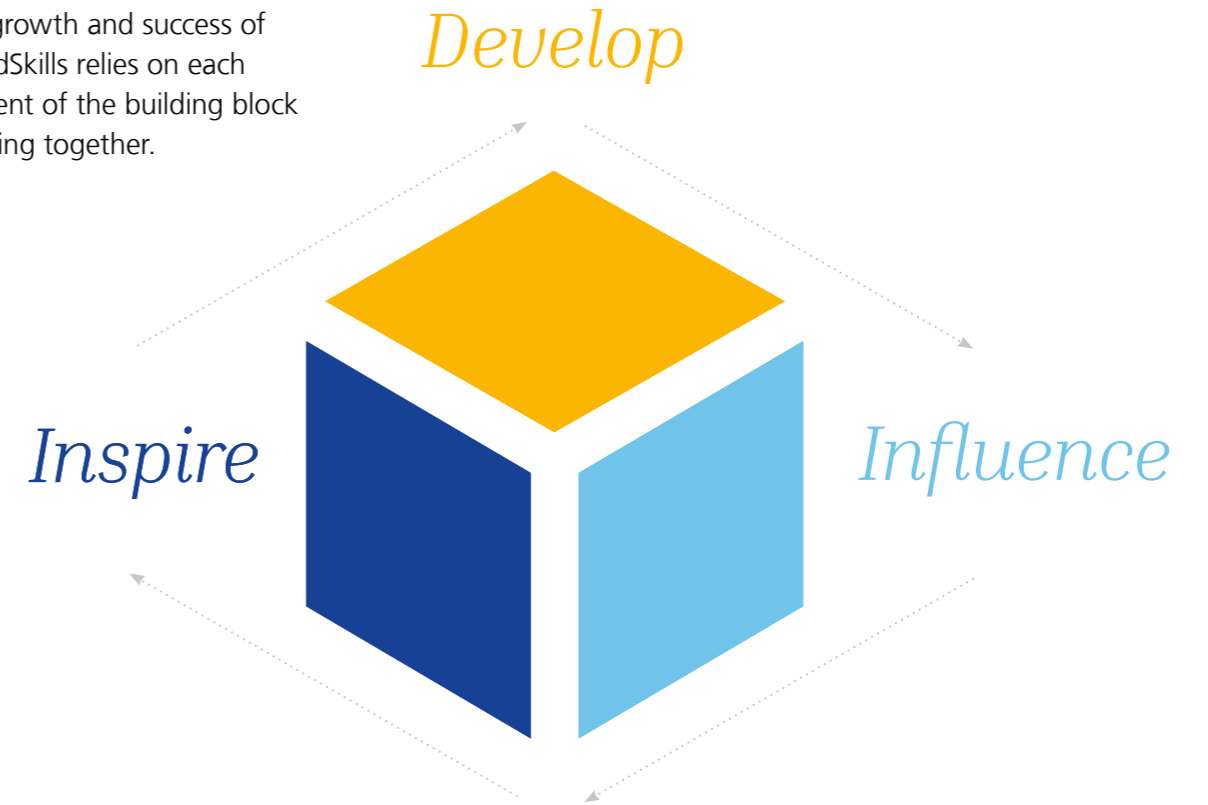 growth and success of
dSkills relies on each
ent of the building block
ing together.
Develop
Inspire
Influence